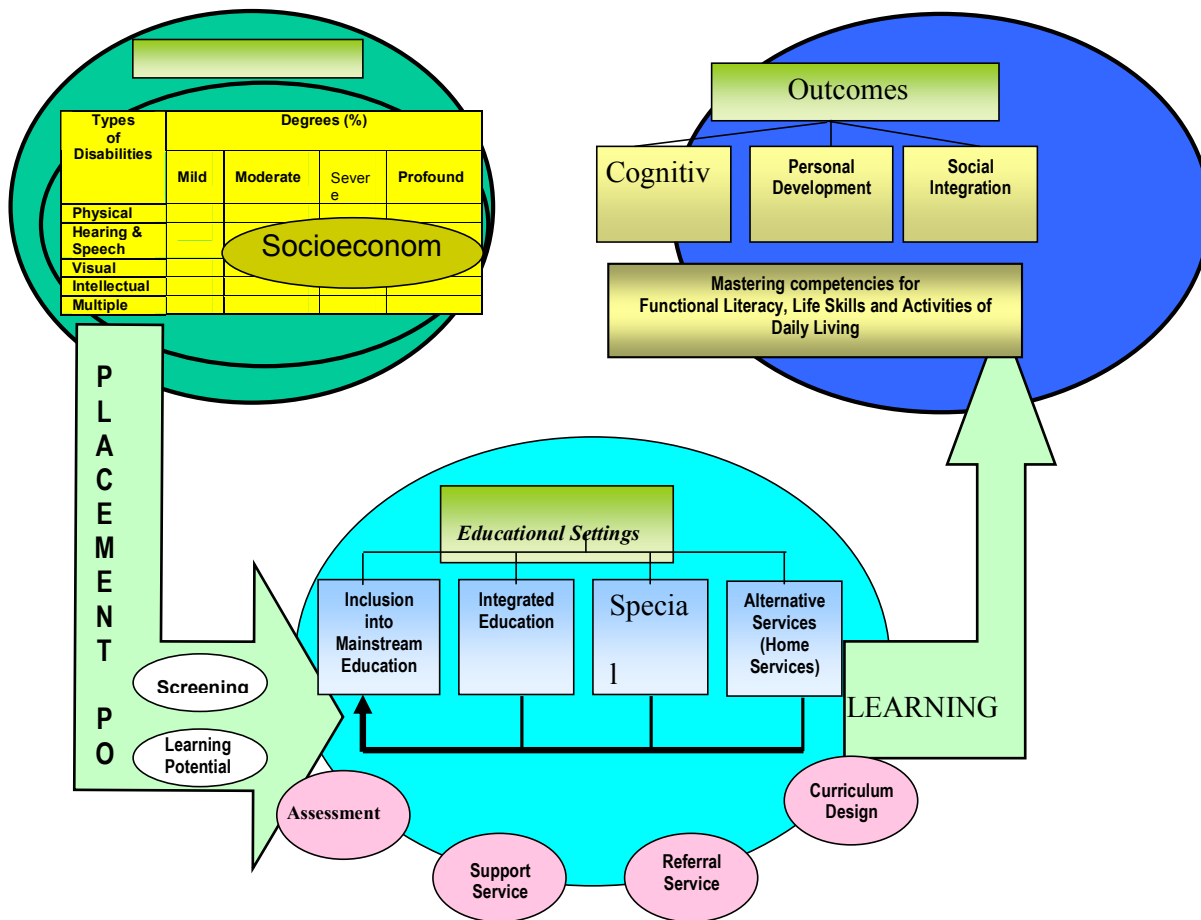 Types
of
Disabilities
Degrees (%)
Mild
Moderate
Sever
e
Profound
Physical
Hearing &
Speech
Visual
Intellectual
Multiple
Socioeconom
Outcomes
Cognitiv
Personal
Development
Social
Integration
Mastering competencies for
Functional Literacy, Life Skills and Activities of
Daily Living
PLACEMENT PO
Screening
Learning
Potential
Educational Settings
Inclusion
into
Mainstream
Education
Integrated
Education
Specia
l
Alternative
Services
(Home
Services)
LEARNING
Assessment
Support
Service
Referral
Service
Curriculum
Design